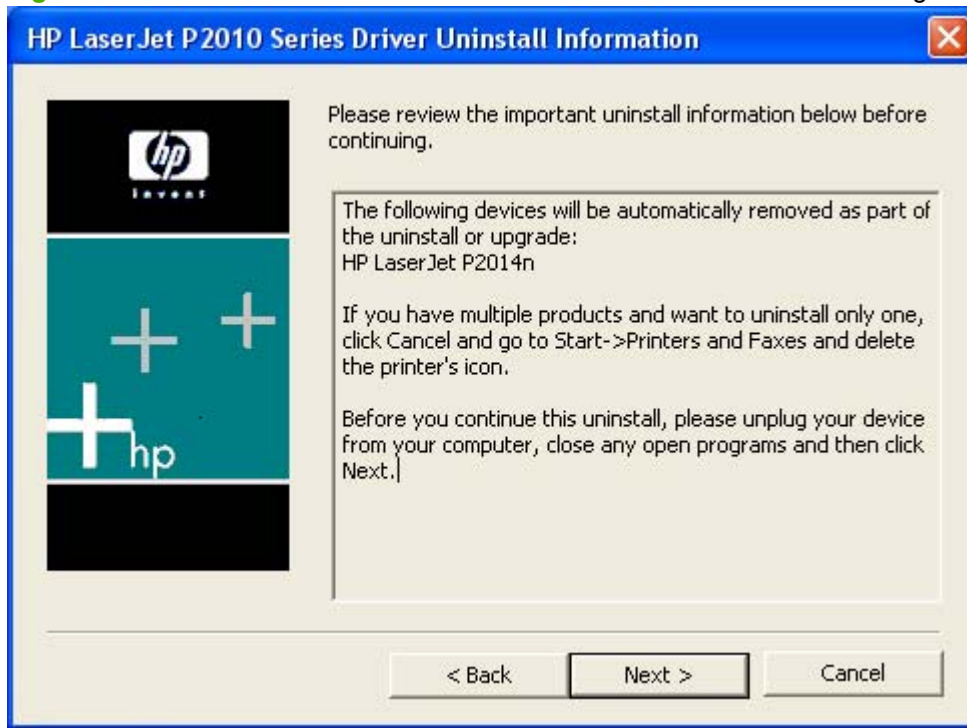 HP LaserJet P2010 Series Driver Uninstall Information
hp
invent
hp
Please review the important uninstall information below before
continuing.
The following devices will be automatically removed as part of
the uninstall or upgrade:
HP LaserJet P2014n
If you have multiple products and want to uninstall only one,
click Cancel and go to Start->Printers and Faxes and delete
the printer's icon.
Before you continue this uninstall, please unplug your device
from your computer, close any open programs and then click
Next.
< Back
Next >
Cancel